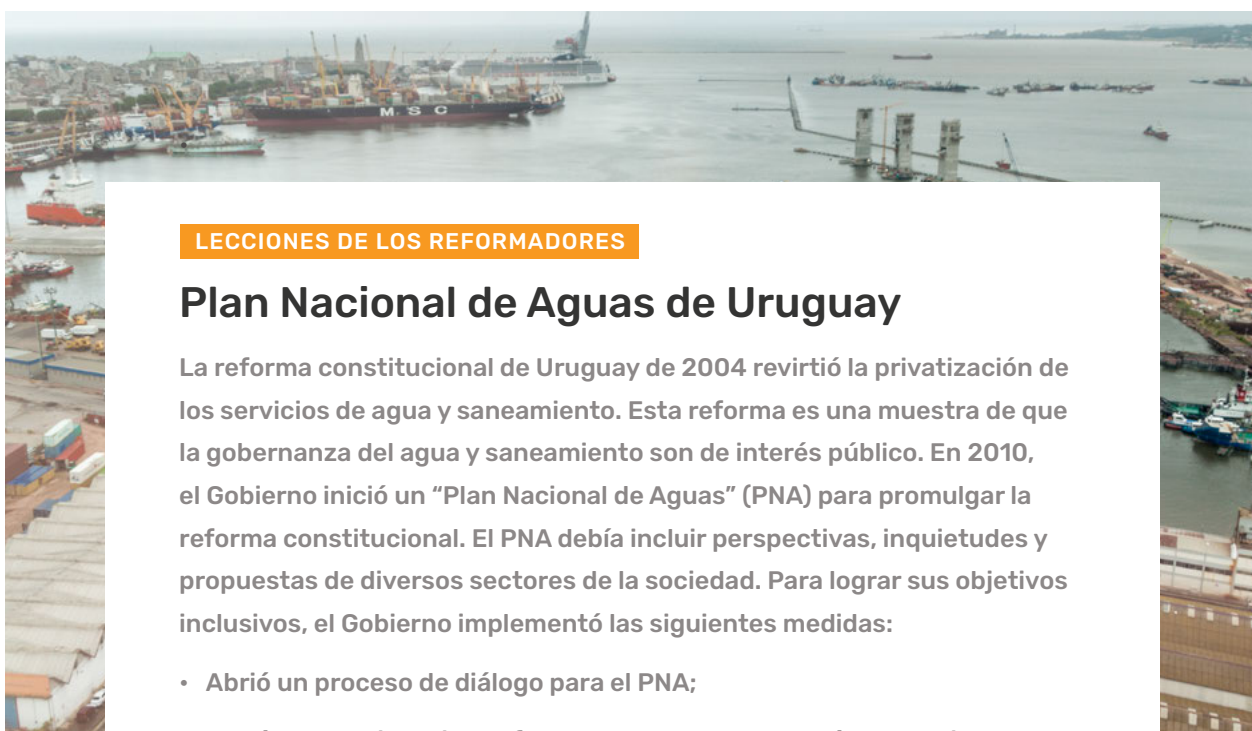 MSC
LECCIONES DE LOS REFORMADORES
Plan Nacional de Aguas de Uruguay
La reforma constitucional de Uruguay de 2004 revirtió la privatización de
los servicios de agua y saneamiento. Esta reforma es una muestra de que
la gobernanza del agua y saneamiento son de interés público. En 2010,
el Gobierno inició un “Plan Nacional de Aguas” (PNA) para promulgar la
reforma constitucional. El PNA debía incluir perspectivas, inquietudes y
propuestas de diversos sectores de la sociedad. Para lograr sus objetivos
inclusivos, el Gobierno implementó las siguientes medidas:
• Abrió un proceso de diálogo para el PNA;